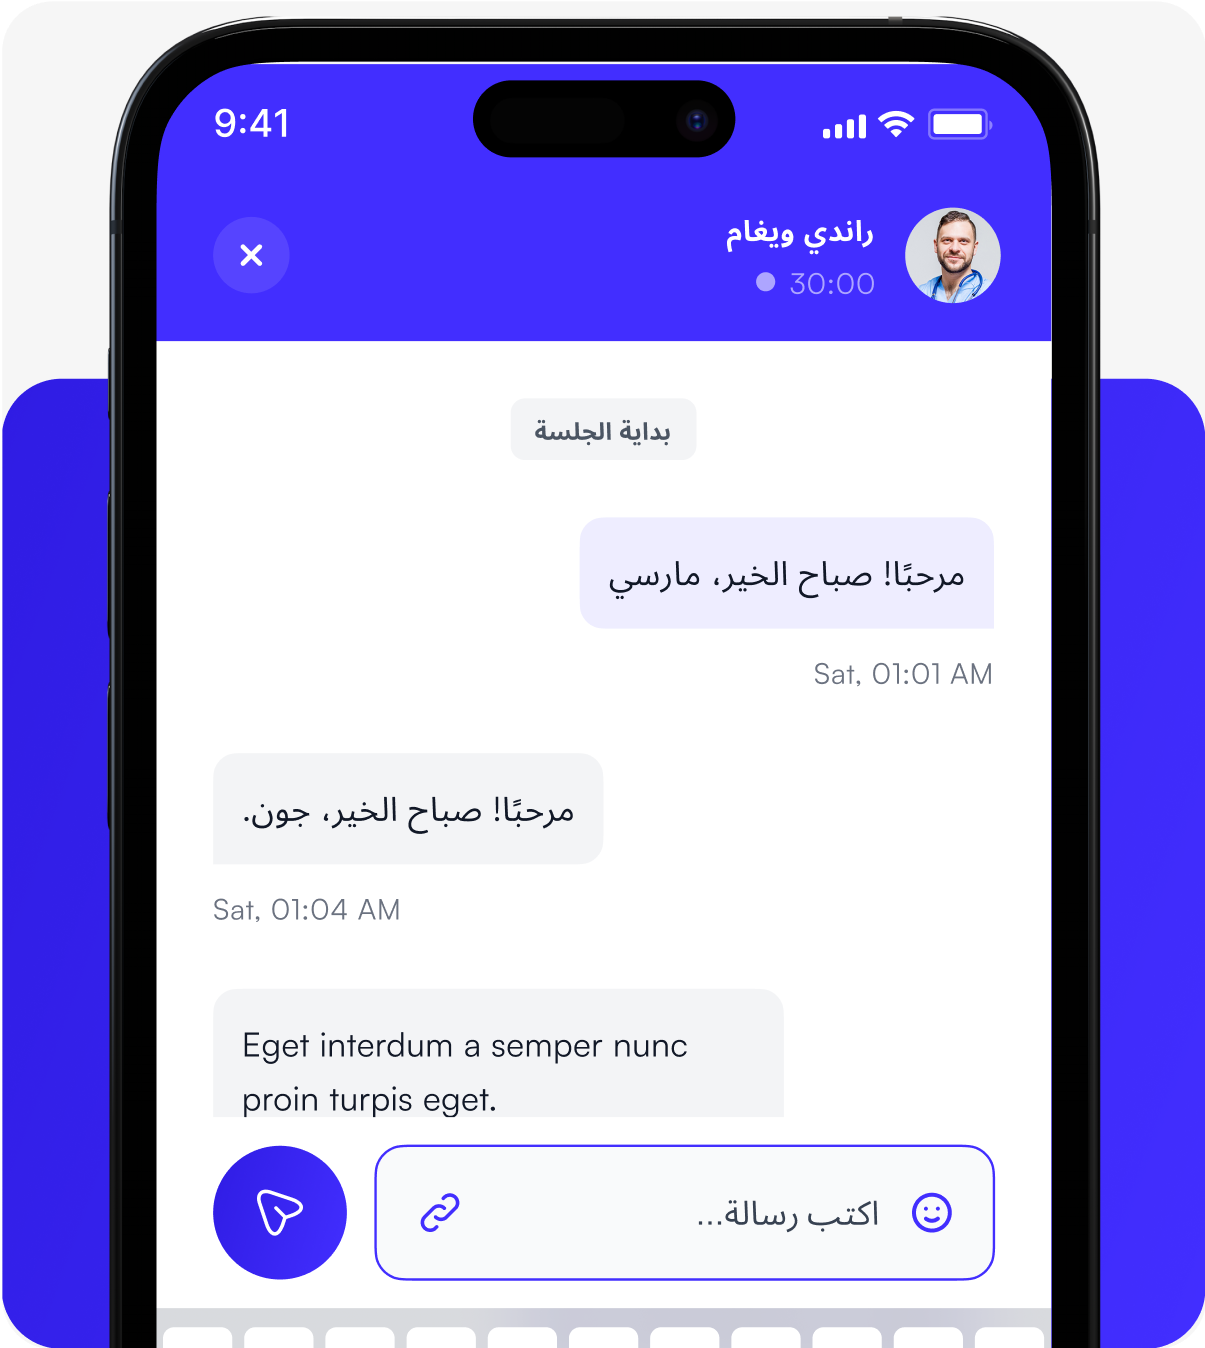 9:41
راندي ويغام
30:00
بداية الجلسة
مرحبًا! صباح الخير، مارسي
Sat, 01:01 AM
مرحبًا! صباح الخير، جون.
Sat, 01:04 AM
Eget interdum a semper nunc
proin turpis eget.
اكتب رسالة...